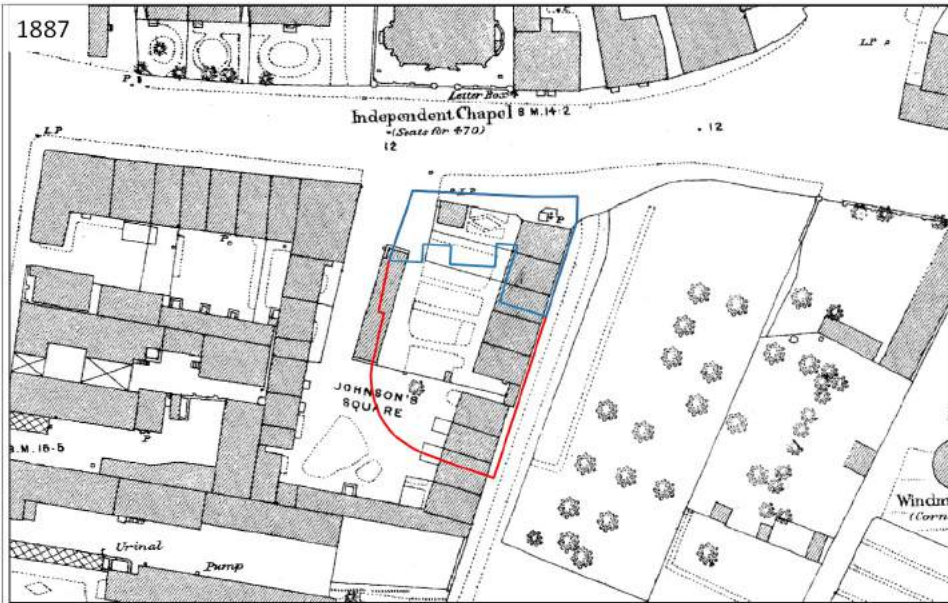 1887
L.P
P.
Letter Box
Independent Chapel B.M.14·2
(Seats for 470)
12
12
L.P
L.P
P
P
JOHNSON'S
SQUARE
B.M.16·5
P
Windm
(Corn
Urinal
Pump